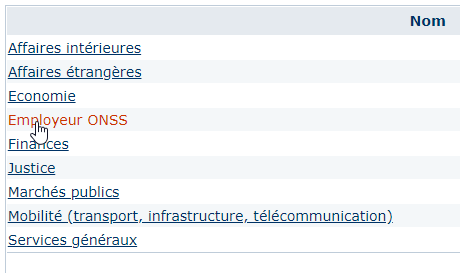 Nom
Affaires intérieures
Affaires étrangères
Economie
Employeur ONSS
Finances
Justice
Marchés publics
Mobilité (transport, infrastructure, télécommunication)
Services généraux